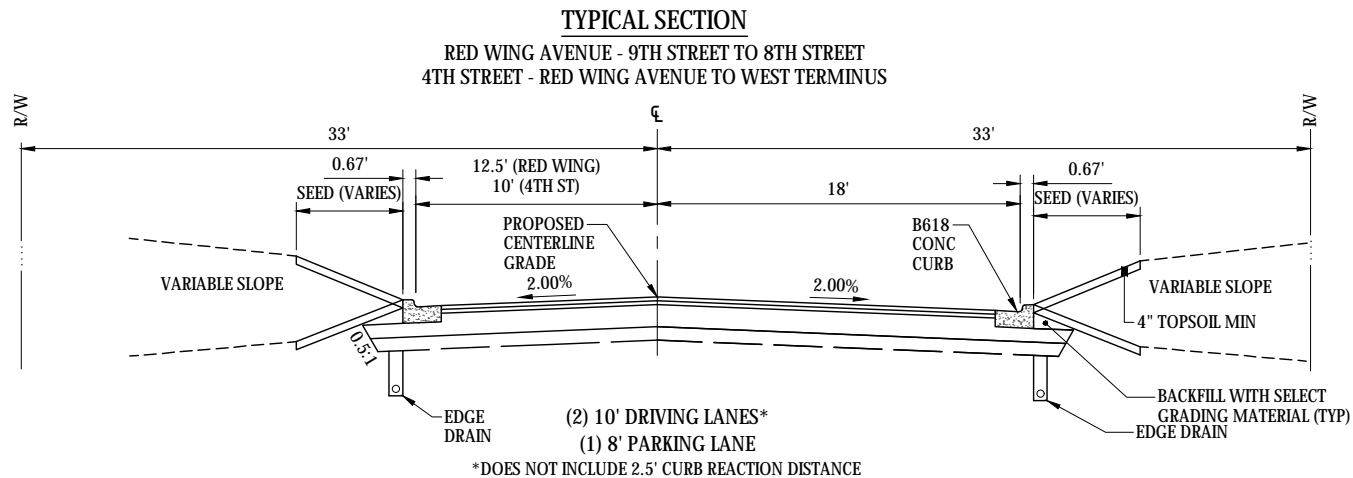 TYPICAL SECTION
RED WING AVENUE - 9TH STREET TO 8TH STREET
4TH STREET - RED WING AVENUE TO WEST TERMINUS
R/W
℄
R/W
33'
33'
0.67'
SEED (VARIES)
12.5' (RED WING)
10' (4TH ST)
18'
0.67'
SEED (VARIES)
PROPOSED
CENTERLINE
GRADE
B618
CONC
CURB
2.00%
2.00%
VARIABLE SLOPE
VARIABLE SLOPE
4" TOPSOIL MIN
0.5:1
BACKFILL WITH SELECT
GRADING MATERIAL (TYP)
EDGE
DRAIN
EDGE DRAIN
(2) 10' DRIVING LANES*
(1) 8' PARKING LANE
*DOES NOT INCLUDE 2.5' CURB REACTION DISTANCE